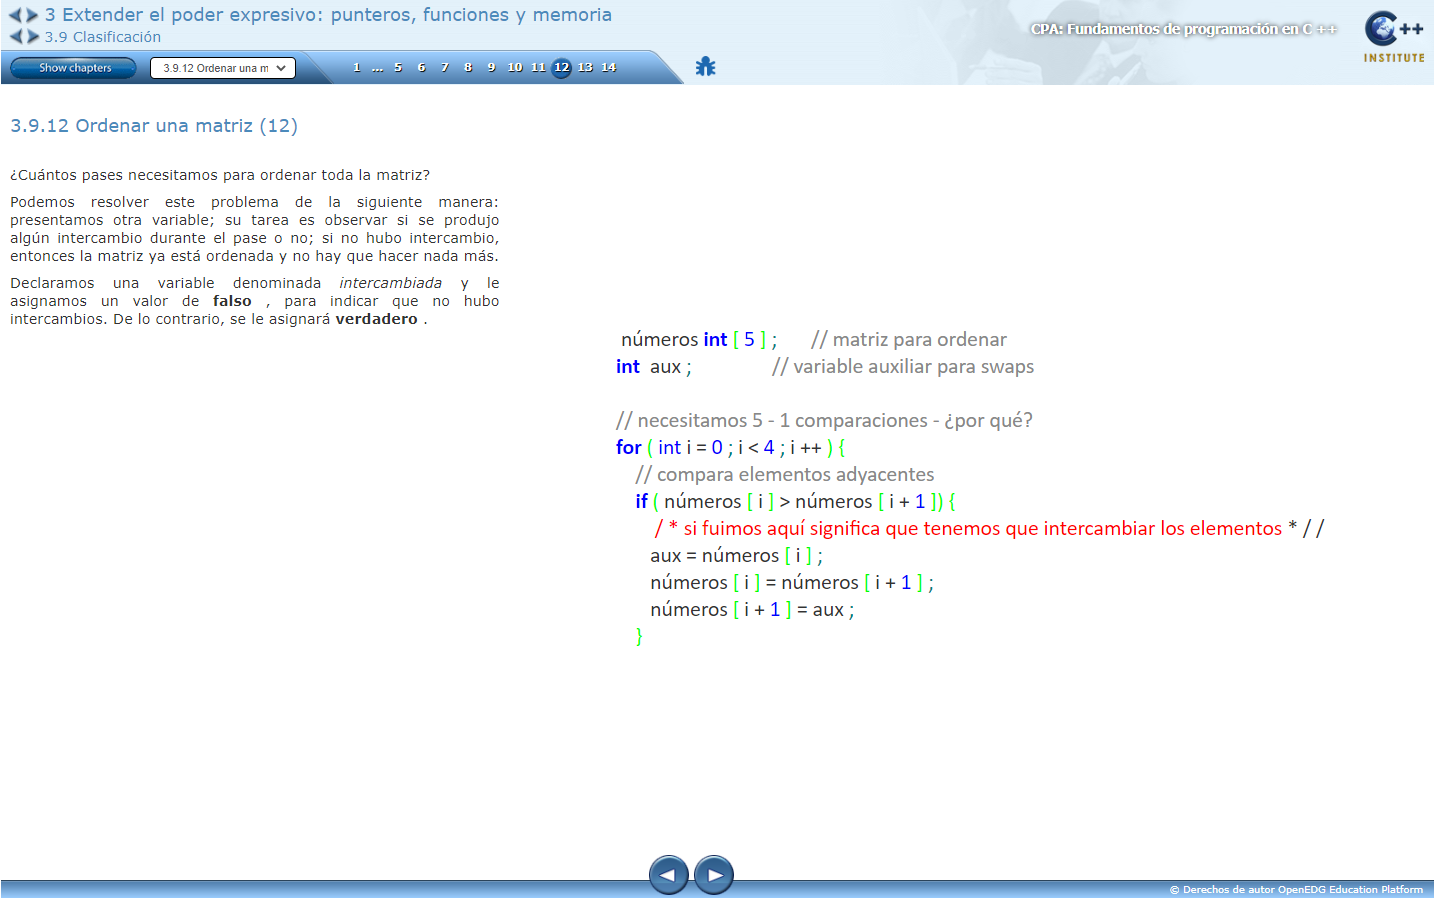 3 Extender el poder expresivo: punteros, funciones y memoria
3.9 Clasificación
CPA: Fundamentos de programación en C ++
C++
INSTITUTE
Show chapters
3.9.12 Ordenar una m
1 ... 5 6 7 8 9 10 11 12 13 14
3.9.12 Ordenar una matriz (12)
¿Cuántos pases necesitamos para ordenar toda la matriz?
Podemos resolver este problema de la siguiente manera:
presentamos otra variable; su tarea es observar si se produjo
algún intercambio durante el pase o no; si no hubo intercambio,
entonces la matriz ya está ordenada y no hay que hacer nada más.
Declaramos una variable denominada intercambiada y le
asignamos un valor de falso , para indicar que no hubo
intercambios. De lo contrario, se le asignará verdadero .
números int [ 5 ] ; // matriz para ordenar
int aux ; // variable auxiliar para swaps
// necesitamos 5 - 1 comparaciones - ¿por qué?
for ( int i = 0 ; i < 4 ; i ++ ) {
// compara elementos adyacentes
if ( números [ i ] > números [ i + 1 ]) {
/ * si fuimos aquí significa que tenemos que intercambiar los elementos * / /
aux = números [ i ] ;
números [ i ] = números [ i + 1 ] ;
números [ i + 1 ] = aux ;
}
© Derechos de autor OpenEDG Education Platform